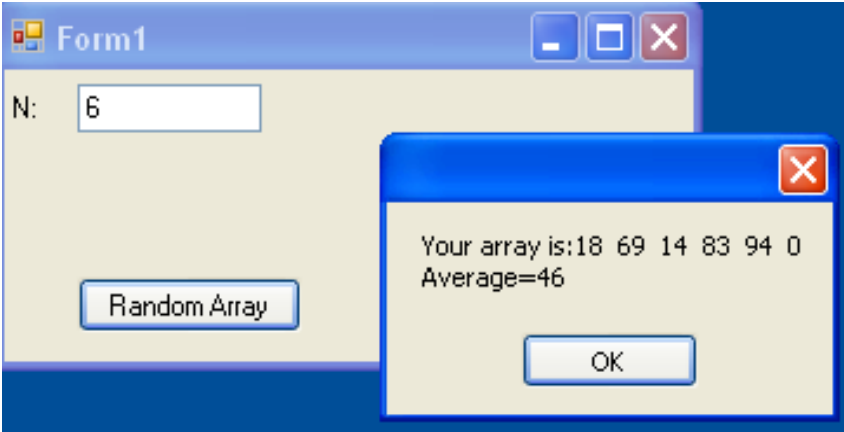 Form1
N: 6
Your array is:18 69 14 83 94 0
Average=46
Random Array
OK